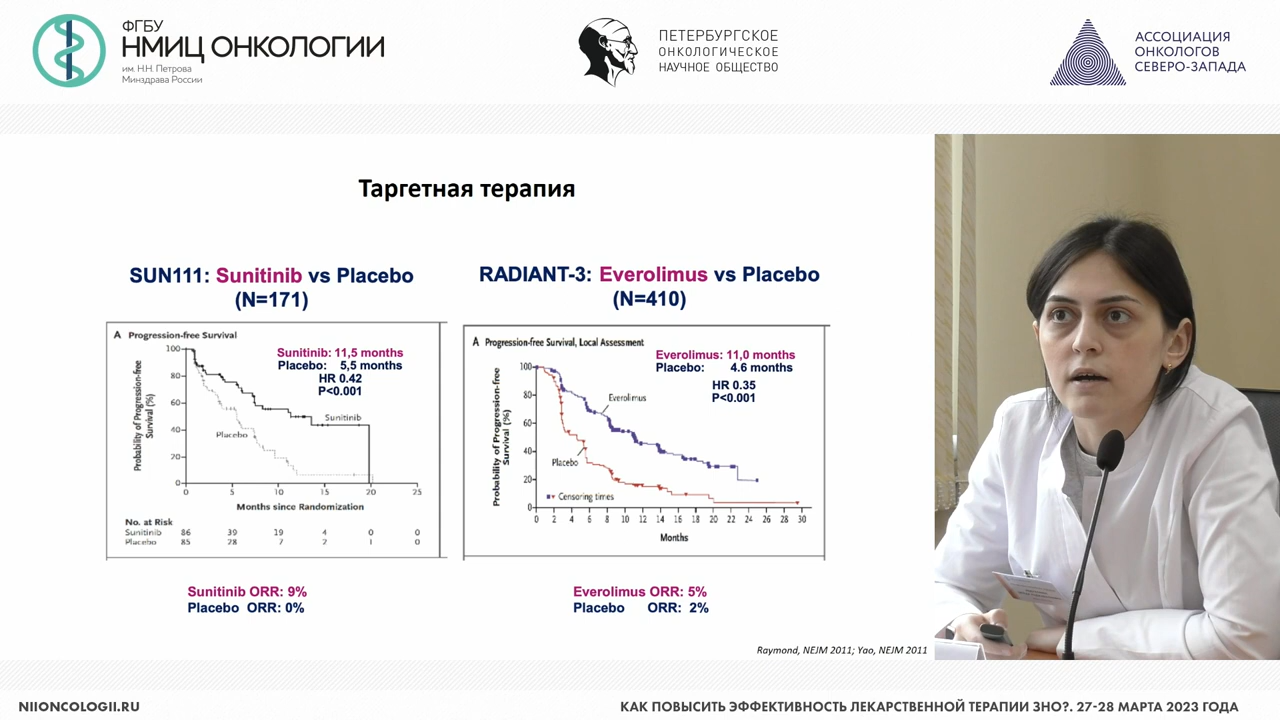 ФГБУ
НМИЦ ОНКОЛОГИИ
им. Н.Н. Петрова
Минздрава России
ПЕТЕРБУРГСКОЕ
ОНКОЛОГИЧЕСКОЕ
НАУЧНОЕ ОБЩЕСТВО
АССОЦИАЦИЯ
ОНКОЛОГОВ
СЕВЕРО-ЗАПАДА
Таргетная терапия
SUN111: Sunitinib vs Placebo
(N=171)
A Progression-free Survival
Sunitinib: 11,5 months
Placebo: 5,5 months
HR 0.42
P<0.001
Probability of Progression-free
Survival (%)
100
80
60
40
20
0
Sunitinib
Placebo
0 5 10 15 20 25
Months since Randomization
No. at Risk
Sunitinib 86 39 19 4 0 0
Placebo 85 28 7 2 1 0
Sunitinib ORR: 9%
Placebo ORR: 0%
RADIANT-3: Everolimus vs Placebo
(N=410)
A Progression-free Survival, Local Assessment
Everolimus: 11,0 months
Placebo: 4.6 months
HR 0.35
P<0.001
Probability of Progression-free
Survival (%)
100
80
60
40
20
0
Everolimus
Placebo
Censoring times
0 2 4 6 8 10 12 14 16 18 20 22 24 26 28 30
Months
Everolimus ORR: 5%
Placebo ORR: 2%
Raymond, NEJM 2011; Yao, NEJM 2011
NIIONCOLOGII.RU
КАК ПОВЫСИТЬ ЭФФЕКТИВНОСТЬ ЛЕКАРСТВЕННОЙ ТЕРАПИИ ЗНО?. 27-28 МАРТА 2023 ГОДА